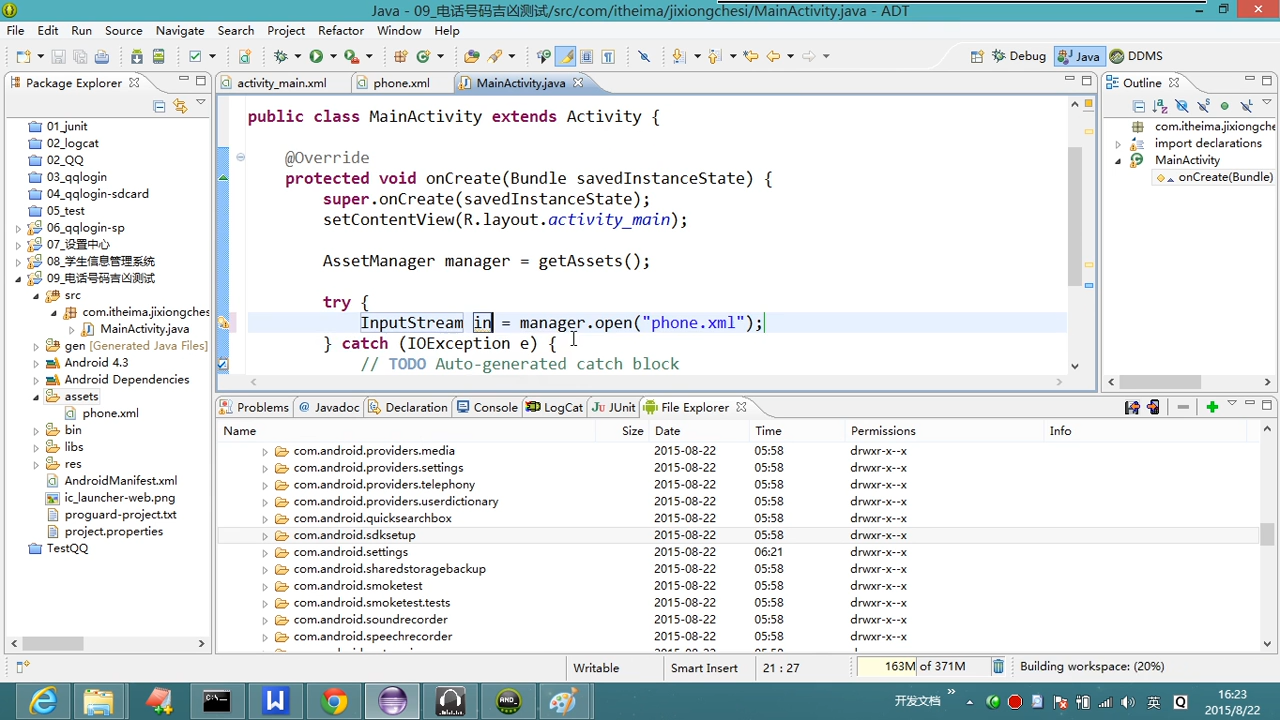 Java - 09_电话号码吉凶测试/src/com/itheima/jixiongchesi/MainActivity.java - ADT
File Edit Run Source Navigate Search Project Refactor Window Help
Debug Java DDMS
Package Explorer
01_junit
02_logcat
02_QQ
03_qqlogin
04_qqlogin-sdcard
05_test
06_qqlogin-sp
07_设置中心
08_学生信息管理系统
09_电话号码吉凶测试
src
com.itheima.jixiongches
MainActivity.java
gen [Generated Java Files]
Android 4.3
Android Dependencies
assets
phone.xml
bin
libs
res
AndroidManifest.xml
ic_launcher-web.png
proguard-project.txt
project.properties
TestQQ
activity_main.xml phone.xml MainActivity.java
public class MainActivity extends Activity {
@Override
protected void onCreate(Bundle savedInstanceState) {
super.onCreate(savedInstanceState);
setContentView(R.layout.activity_main);
AssetManager manager = getAssets();
try {
InputStream in = manager.open("phone.xml");
} catch (IOException e) {
// TODO Auto-generated catch block
Outline
com.itheima.jixiongche
import declarations
MainActivity
onCreate(Bundle)
Problems @ Javadoc Declaration Console LogCat JU JUnit File Explorer
Name Size Date Time Permissions Info
com.android.providers.media 2015-08-22 05:58 drwxr-x--x
com.android.providers.settings 2015-08-22 05:58 drwxr-x--x
com.android.providers.telephony 2015-08-22 05:58 drwxr-x--x
com.android.providers.userdictionary 2015-08-22 05:58 drwxr-x--x
com.android.quicksearchbox 2015-08-22 05:58 drwxr-x--x
com.android.sdksetup 2015-08-22 05:58 drwxr-x--x
com.android.settings 2015-08-22 06:21 drwxr-x--x
com.android.sharedstoragebackup 2015-08-22 05:58 drwxr-x--x
com.android.smoketest 2015-08-22 05:58 drwxr-x--x
com.android.smoketest.tests 2015-08-22 05:58 drwxr-x--x
com.android.soundrecorder 2015-08-22 05:58 drwxr-x--x
com.android.speechrecorder 2015-08-22 05:58 drwxr-x--x
Writable Smart Insert 21 : 27 163M of 371M Building workspace: (20%)
开发文档 » 英 16:23
2015/8/22